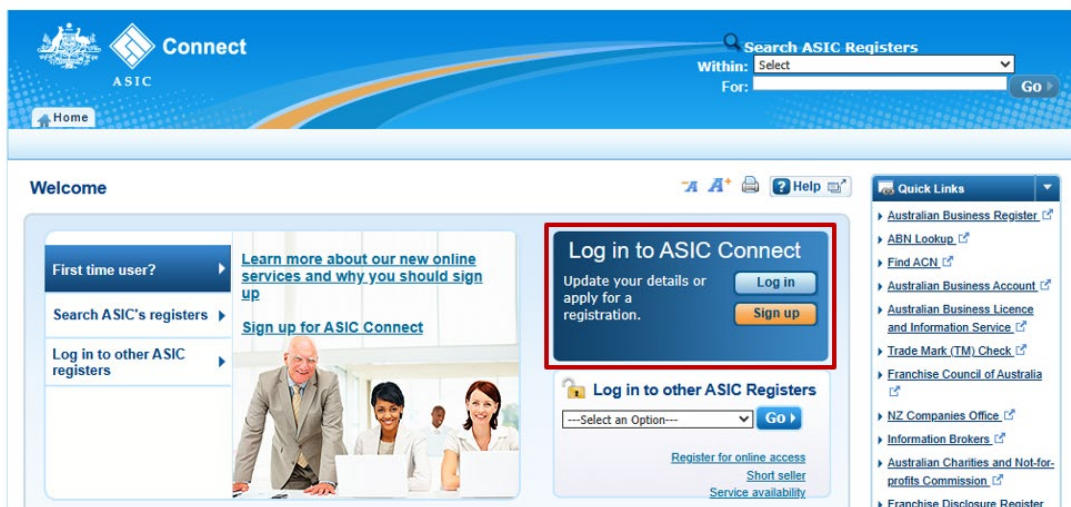 Connect
ASIC
Search ASIC Registers
Within: Select
For:
Go
Home
Welcome
A A+ Help
First time user?
Search ASIC's registers
Log in to other ASIC
registers
Learn more about our new online
services and why you should sign
up
Sign up for ASIC Connect
Log in to ASIC Connect
Update your details or
apply for a
registration.
Log in
Sign up
Log in to other ASIC Registers
---Select an Option---
Go
Register for online access
Short seller
Service availability
Quick Links
Australian Business Register
ABN Lookup
Find ACN
Australian Business Account
Australian Business Licence
and Information Service
Trade Mark (TM) Check
Franchise Council of Australia
NZ Companies Office
Information Brokers
Australian Charities and Not-for-
profits Commission
Franchise Disclosure Register